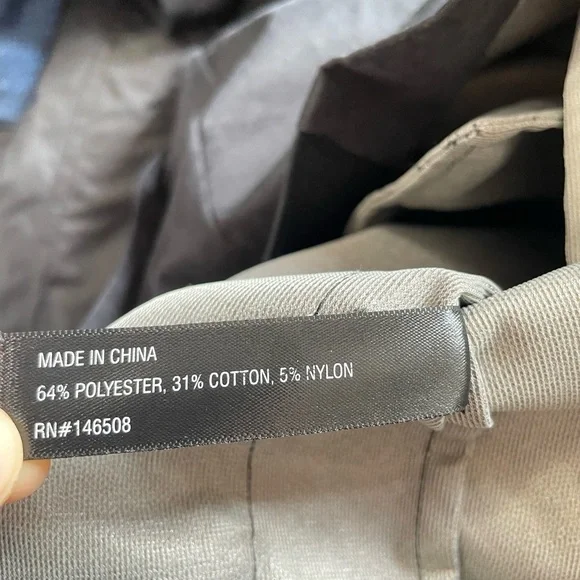 MADE IN CHINA
64% POLYESTER, 31% COTTON, 5% NYLON
RN#146508